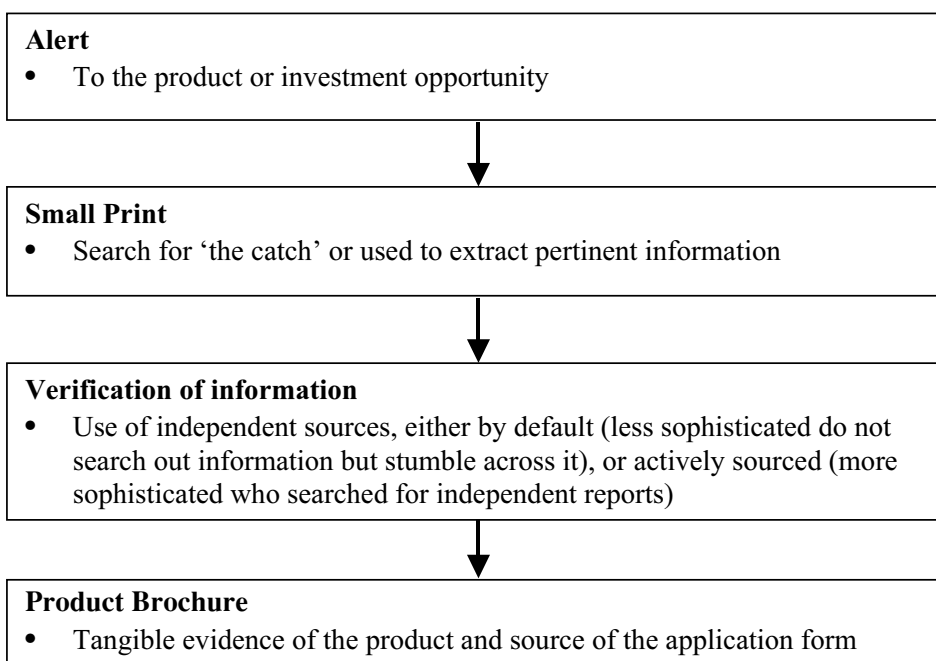 Alert
• To the product or investment opportunity
Small Print
• Search for ‘the catch’ or used to extract pertinent information
Verification of information
• Use of independent sources, either by default (less sophisticated do not
search out information but stumble across it), or actively sourced (more
sophisticated who searched for independent reports)
Product Brochure
• Tangible evidence of the product and source of the application form